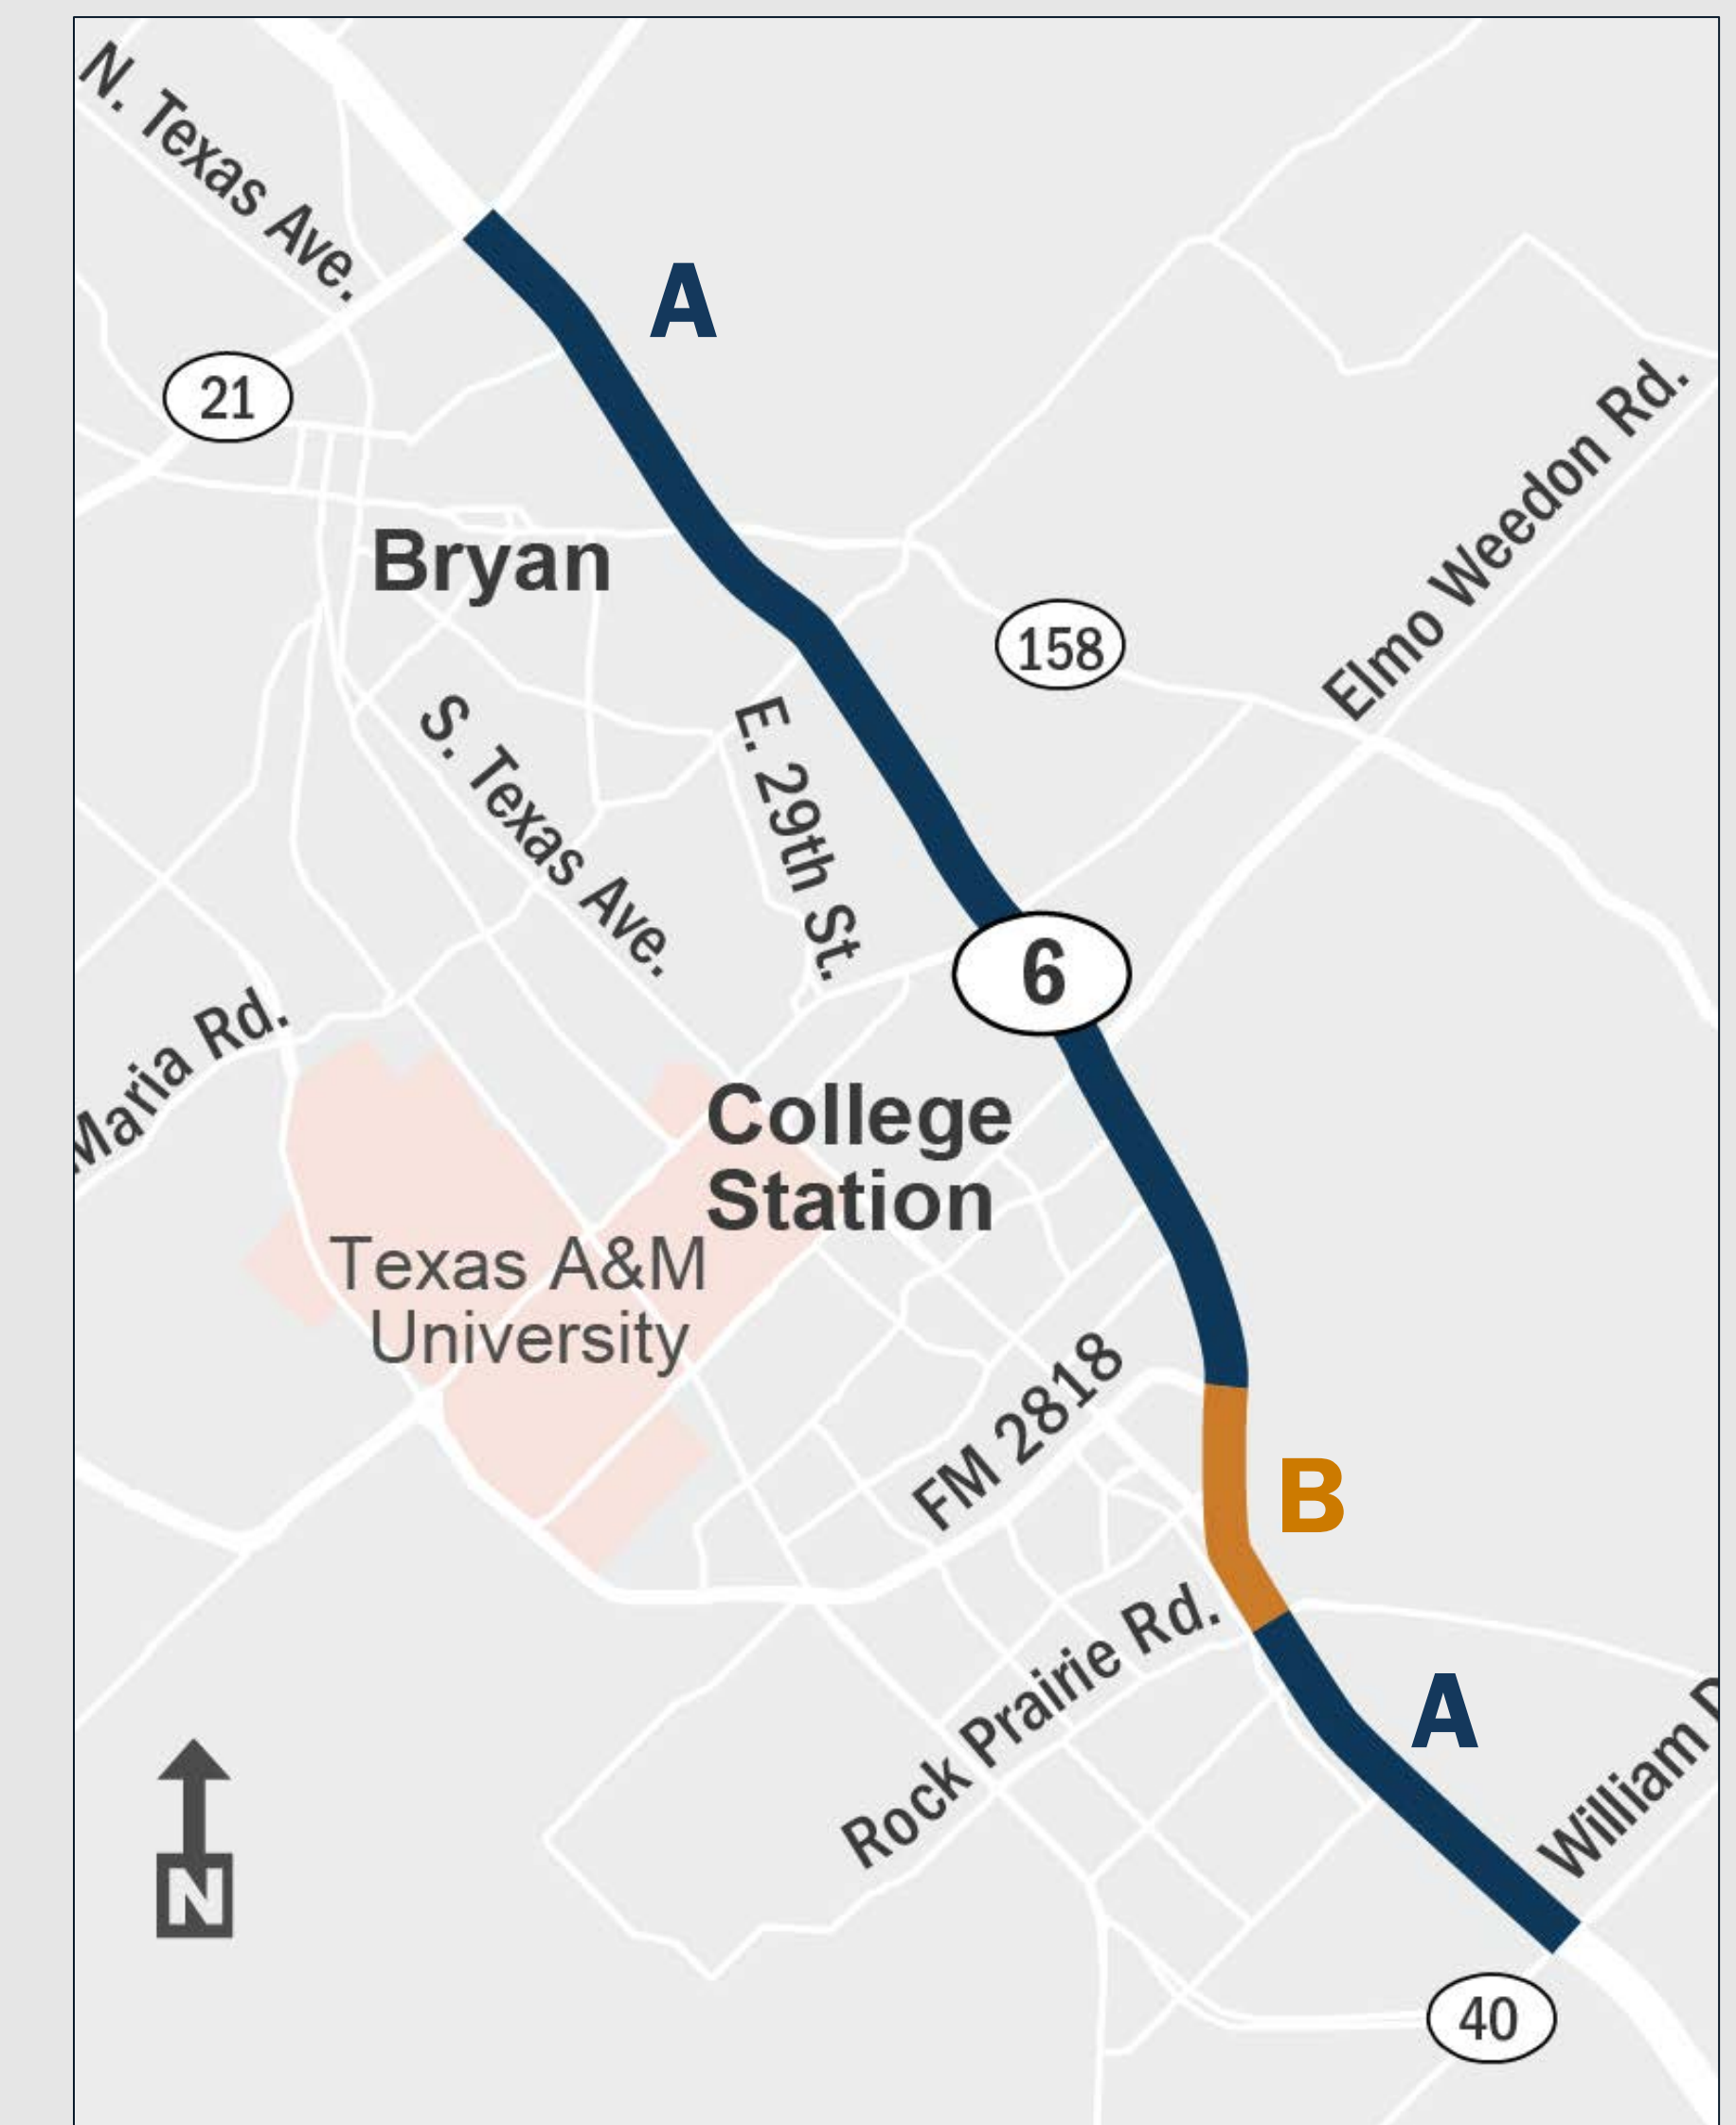 N. Texas Ave.
A
21
Bryan
158
Elmo Weedon Rd.
S. Texas Ave.
E. 29th St.
6
Maria Rd.
College
Station
Texas A&M
University
FM 2818
B
Rock Prairie Rd.
A
William
N
40